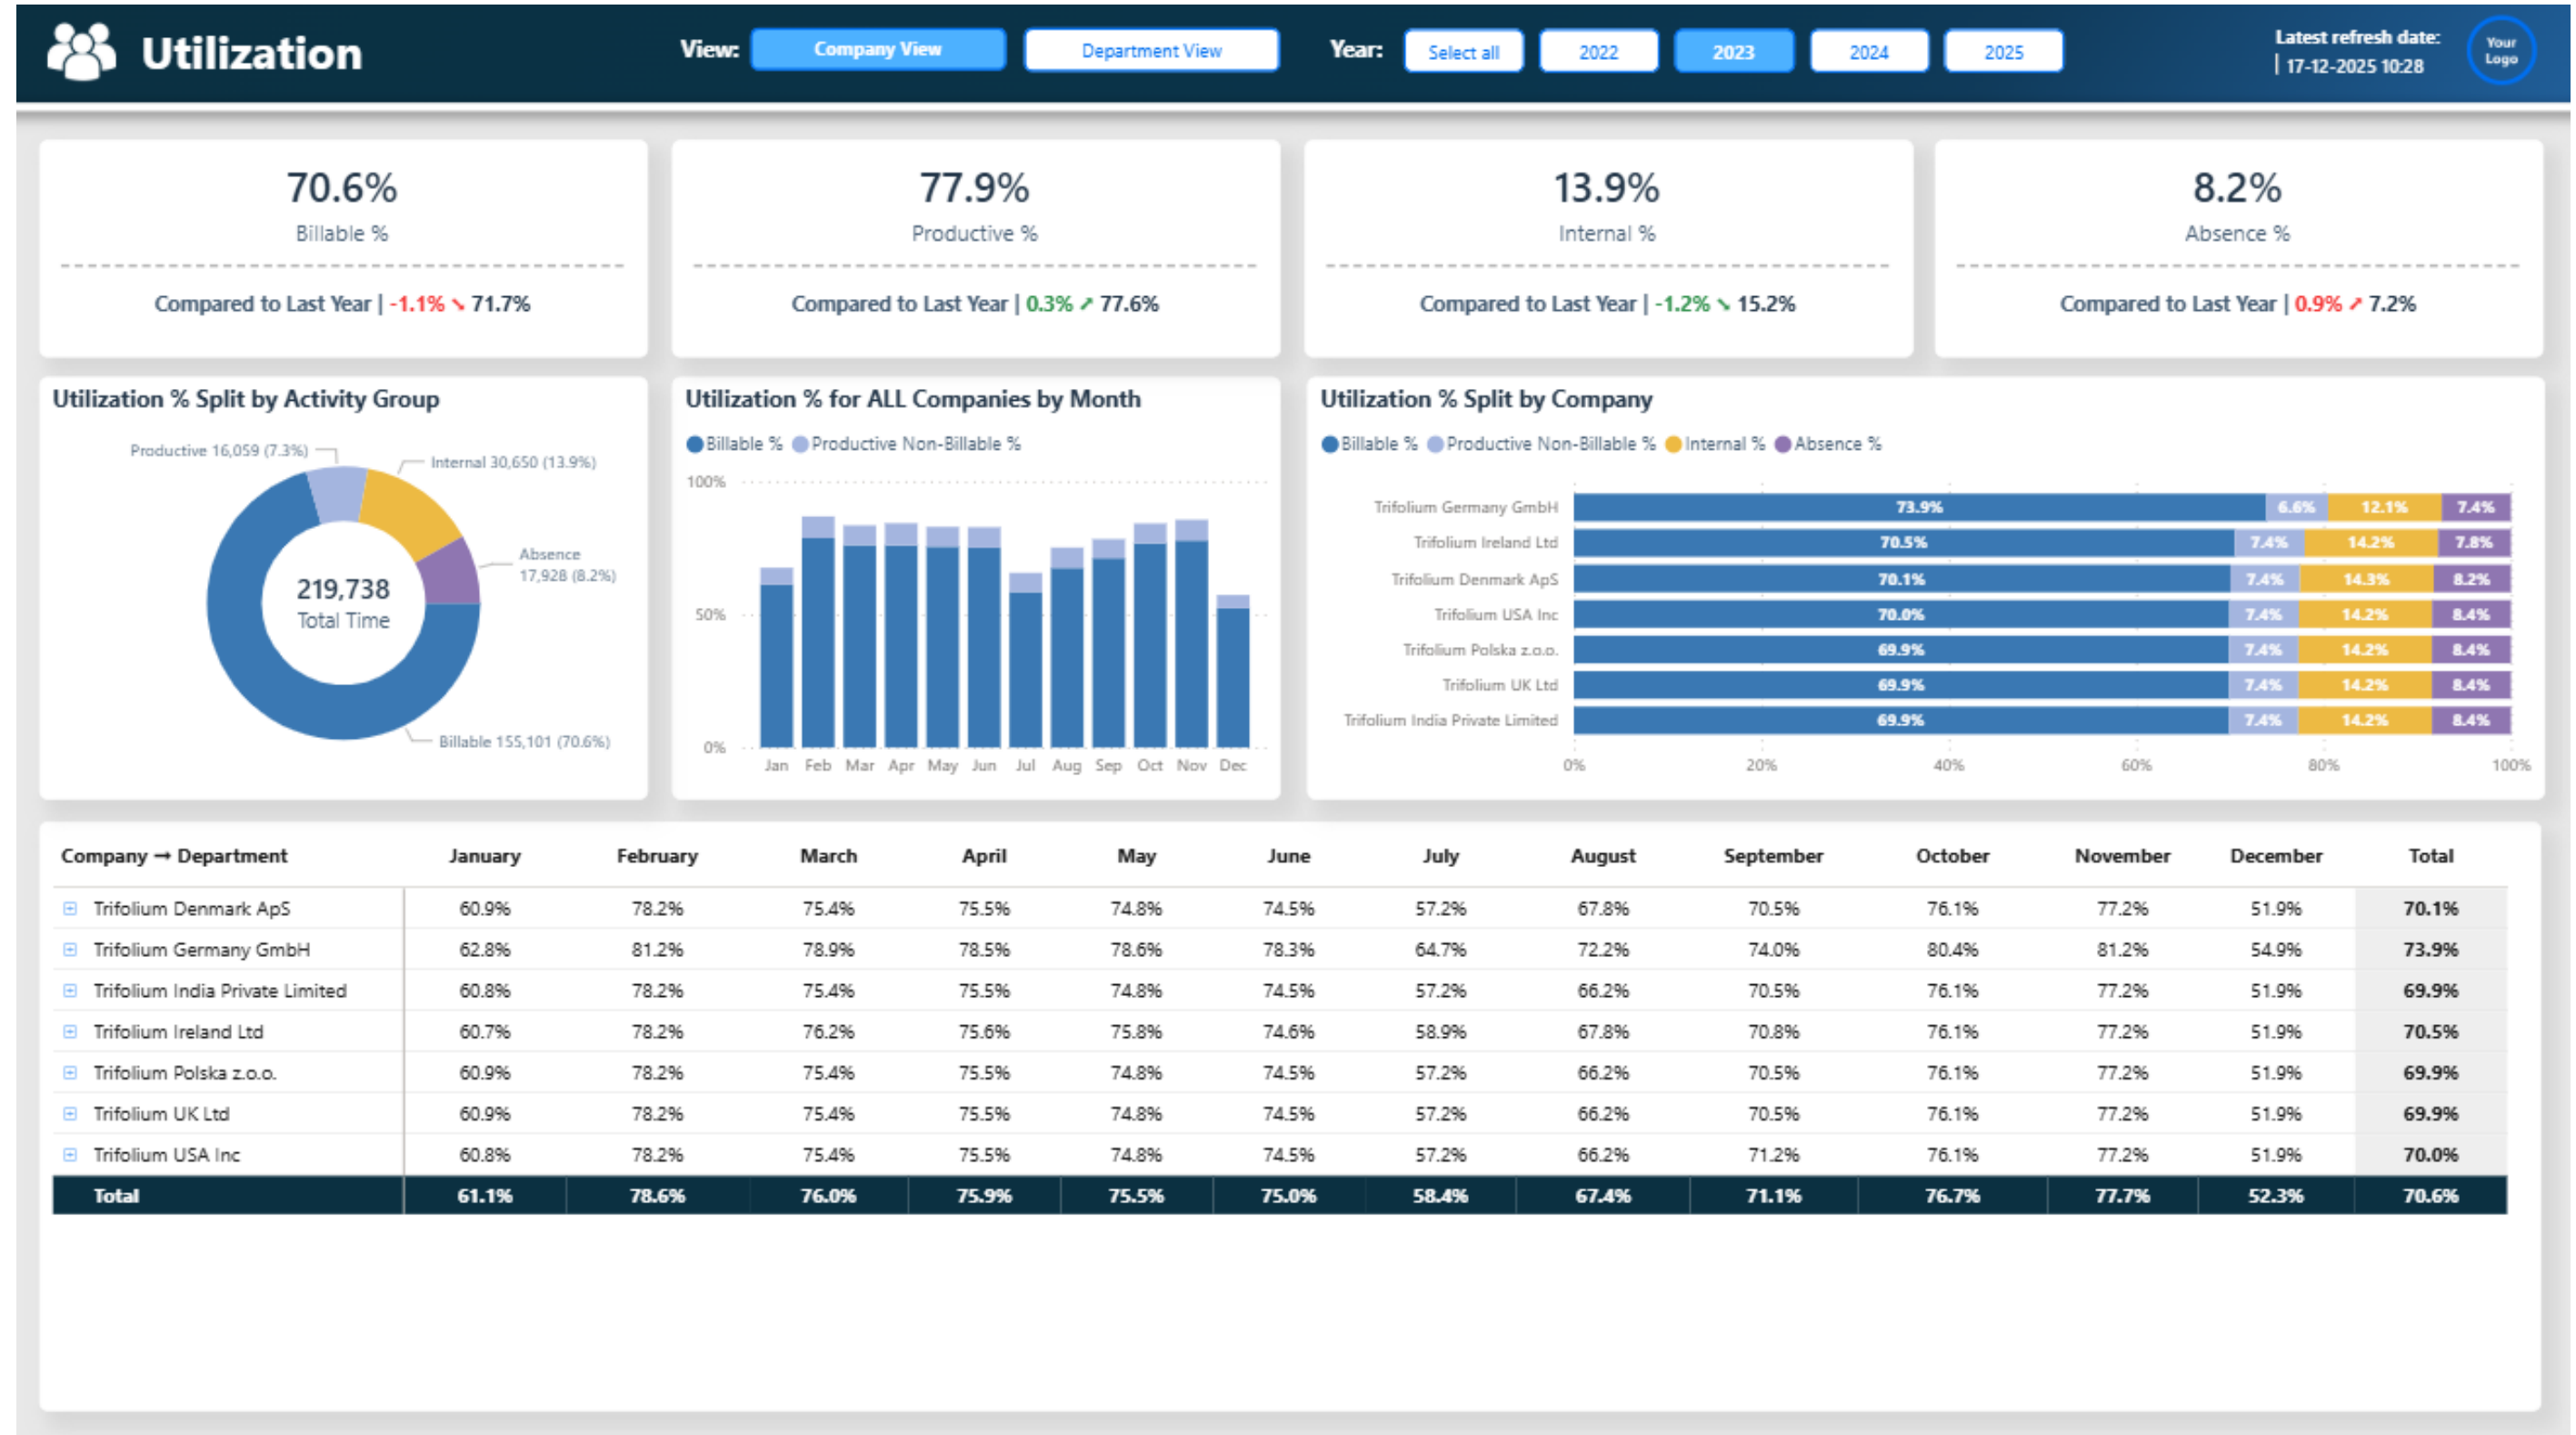 Utilization
View: Company View Department View
Year: Select all 2022 2023 2024 2025
Latest refresh date:
17-12-2025 10:28
Your
Logo
70.6%
Billable %
Compared to Last Year | -1.1% ➘ 71.7%
77.9%
Productive %
Compared to Last Year | 0.3% ➚ 77.6%
13.9%
Internal %
Compared to Last Year | -1.2% ➘ 15.2%
8.2%
Absence %
Compared to Last Year | 0.9% ➚ 7.2%
Utilization % Split by Activity Group
Productive 16,059 (7.3%)
Internal 30,650 (13.9%)
Absence
17,928 (8.2%)
219,738
Total Time
Billable 155,101 (70.6%)
Utilization % for ALL Companies by Month
Billable % Productive Non-Billable %
100%
50%
0%
Jan Feb Mar Apr May Jun Jul Aug Sep Oct Nov Dec
Utilization % Split by Company
Billable % Productive Non-Billable % Internal % Absence %
Trifolium Germany GmbH 73.9% 6.6% 12.1% 7.4%
Trifolium Ireland Ltd 70.5% 7.4% 14.2% 7.8%
Trifolium Denmark ApS 70.1% 7.4% 14.3% 8.2%
Trifolium USA Inc 70.0% 7.4% 14.2% 8.4%
Trifolium Polska z.o.o. 69.9% 7.4% 14.2% 8.4%
Trifolium UK Ltd 69.9% 7.4% 14.2% 8.4%
Trifolium India Private Limited 69.9% 7.4% 14.2% 8.4%
0% 20% 40% 60% 80% 100%
Company → Department January February March April May June July August September October November December Total
Trifolium Denmark ApS 60.9% 78.2% 75.4% 75.5% 74.8% 74.5% 57.2% 67.8% 70.5% 76.1% 77.2% 51.9% 70.1%
Trifolium Germany GmbH 62.8% 81.2% 78.9% 78.5% 78.6% 78.3% 64.7% 72.2% 74.0% 80.4% 81.2% 54.9% 73.9%
Trifolium India Private Limited 60.8% 78.2% 75.4% 75.5% 74.8% 74.5% 57.2% 66.2% 70.5% 76.1% 77.2% 51.9% 69.9%
Trifolium Ireland Ltd 60.7% 78.2% 76.2% 75.6% 75.8% 74.6% 58.9% 67.8% 70.8% 76.1% 77.2% 51.9% 70.5%
Trifolium Polska z.o.o. 60.9% 78.2% 75.4% 75.5% 74.8% 74.5% 57.2% 66.2% 70.5% 76.1% 77.2% 51.9% 69.9%
Trifolium UK Ltd 60.9% 78.2% 75.4% 75.5% 74.8% 74.5% 57.2% 66.2% 70.5% 76.1% 77.2% 51.9% 69.9%
Trifolium USA Inc 60.8% 78.2% 75.4% 75.5% 74.8% 74.5% 57.2% 66.2% 71.2% 76.1% 77.2% 51.9% 70.0%
Total 61.1% 78.6% 76.0% 75.9% 75.5% 75.0% 58.4% 67.4% 71.1% 76.7% 77.7% 52.3% 70.6%